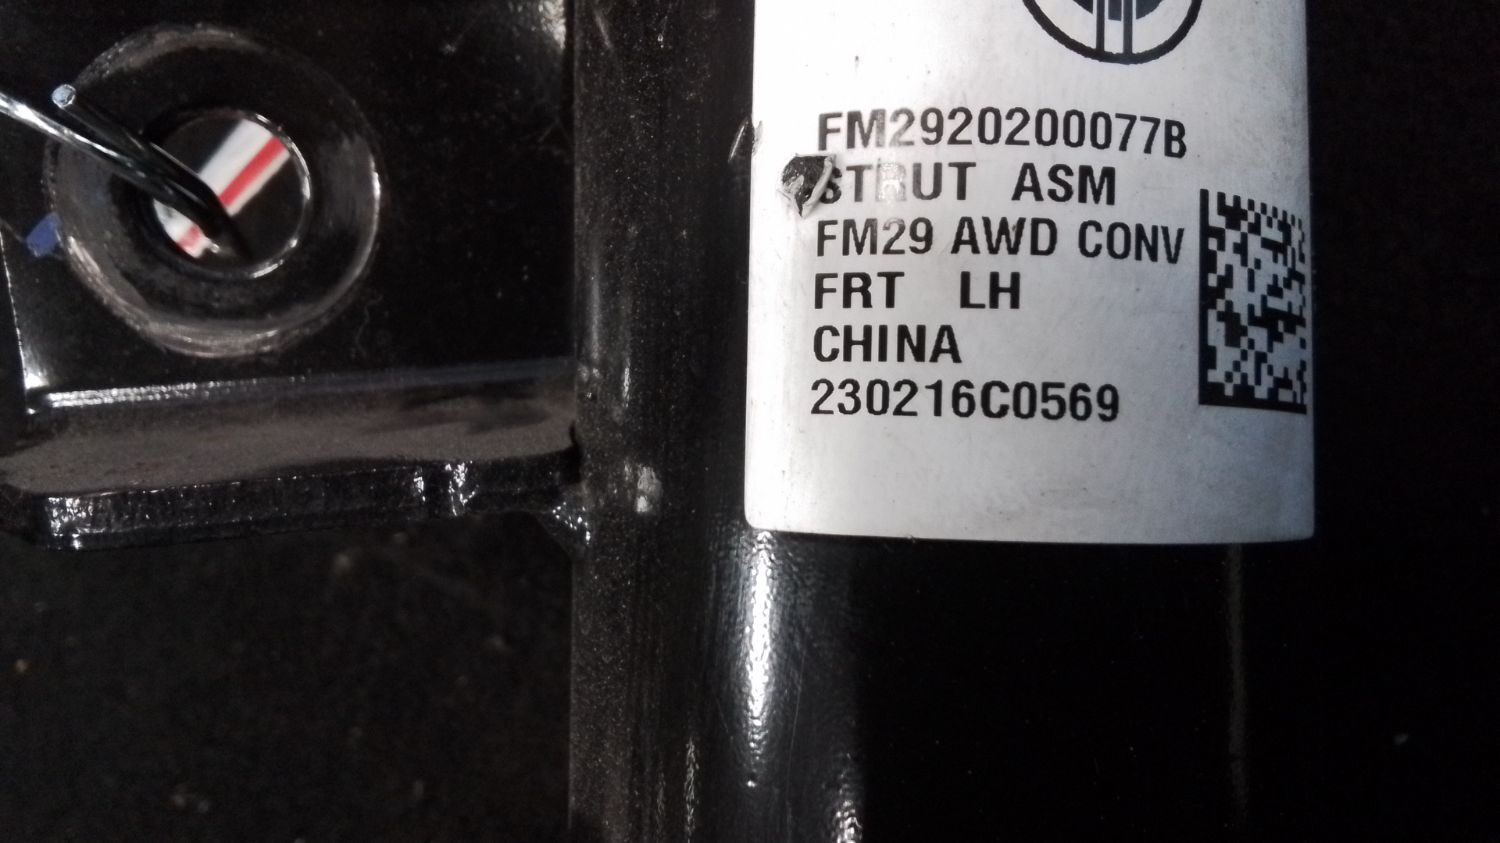 FM2920200077B
STRUT ASM
FM29 AWD CONV
FRT LH
CHINA
230216C0569